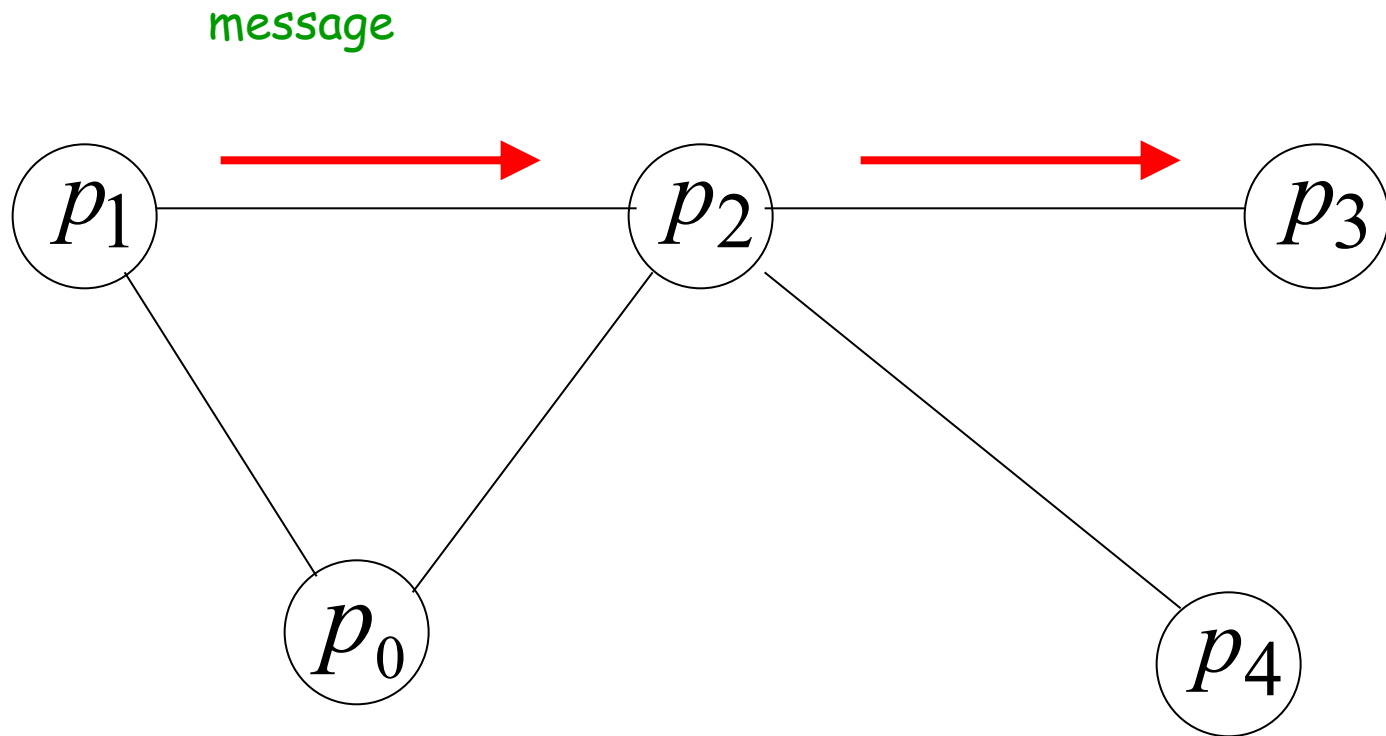 message
p₁
p₂
p₃
p₀
p₄